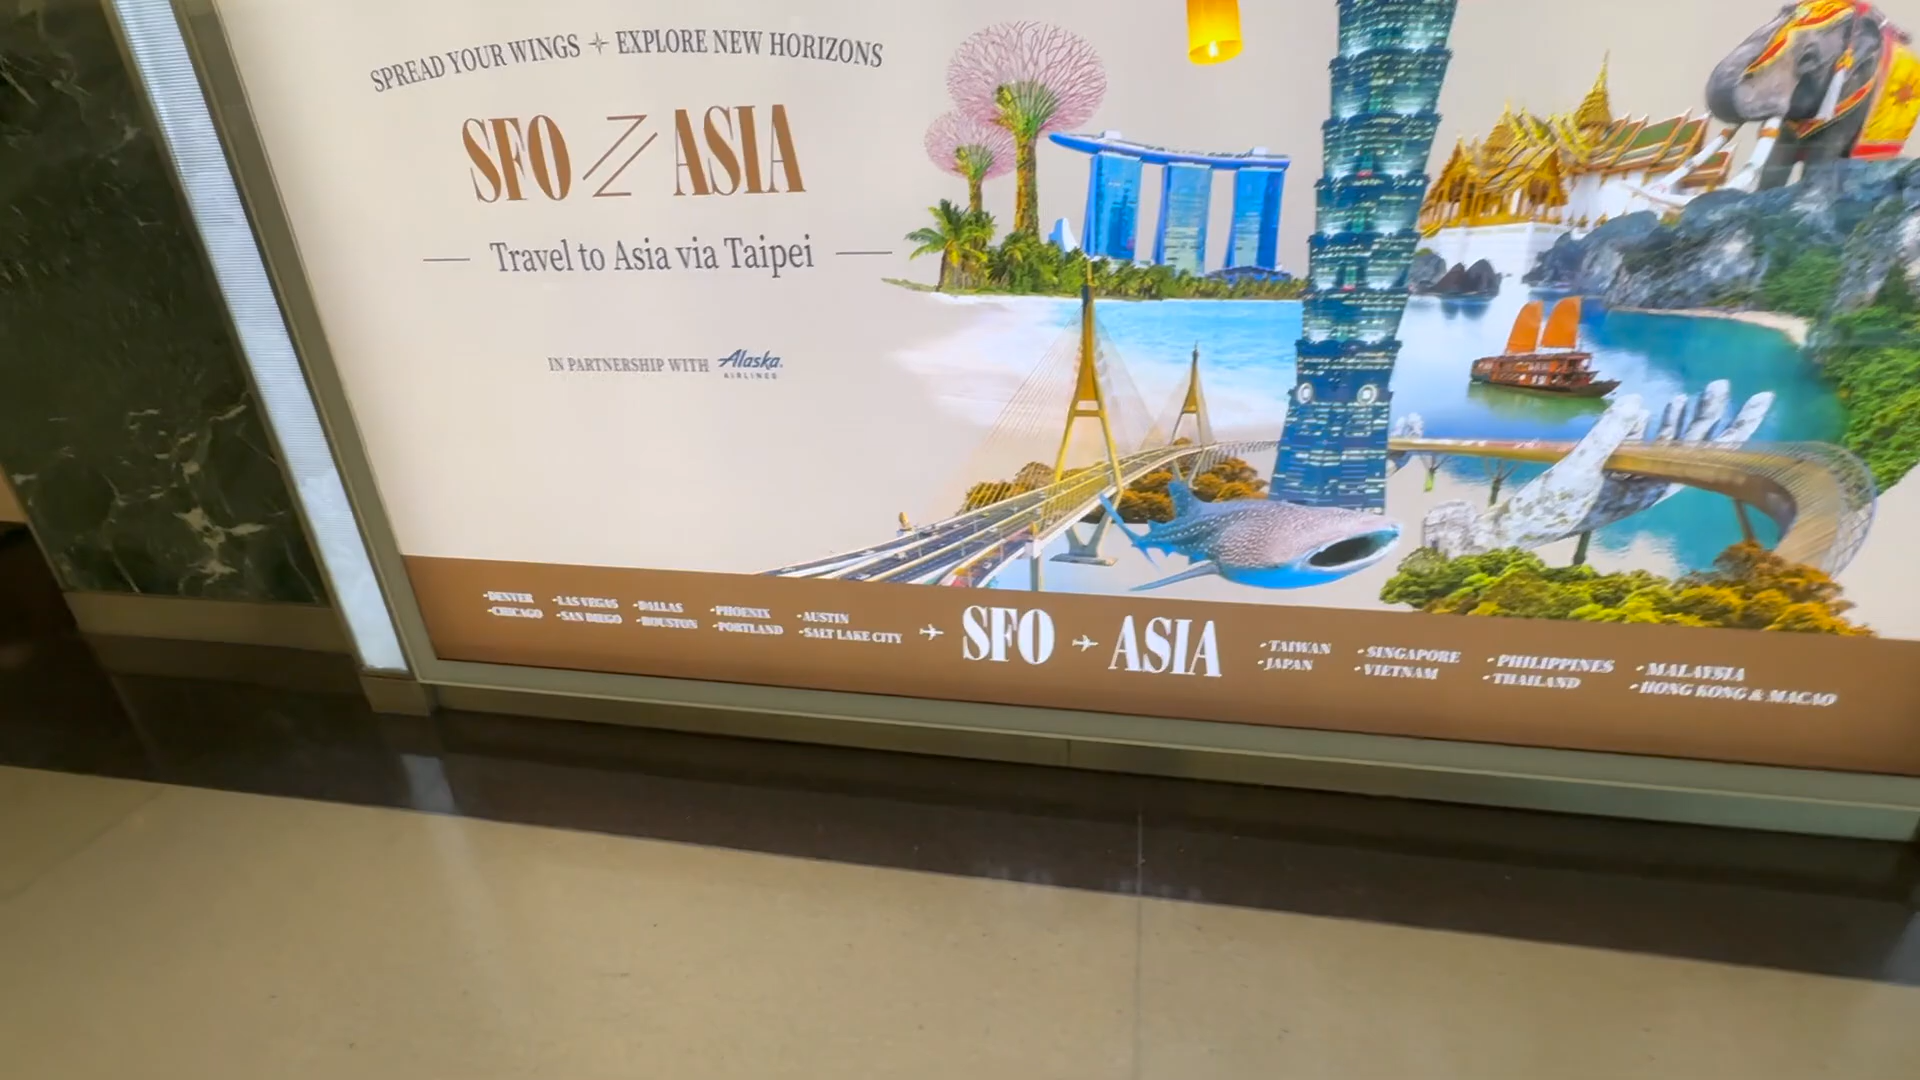 SPREAD YOUR WINGS ✧ EXPLORE NEW HORIZONS
SFO ASIA
Travel to Asia via Taipei
IN PARTNERSHIP WITH Alaska AIRLINES
•DENVER •LAS VEGAS •DALLAS •PHOENIX •AUSTIN
•CHICAGO •SAN DIEGO •HOUSTON •PORTLAND •SALT LAKE CITY
SFO ASIA
•TAIWAN •SINGAPORE •PHILIPPINES •MALAYSIA
•JAPAN •VIETNAM •THAILAND •HONG KONG & MACAO